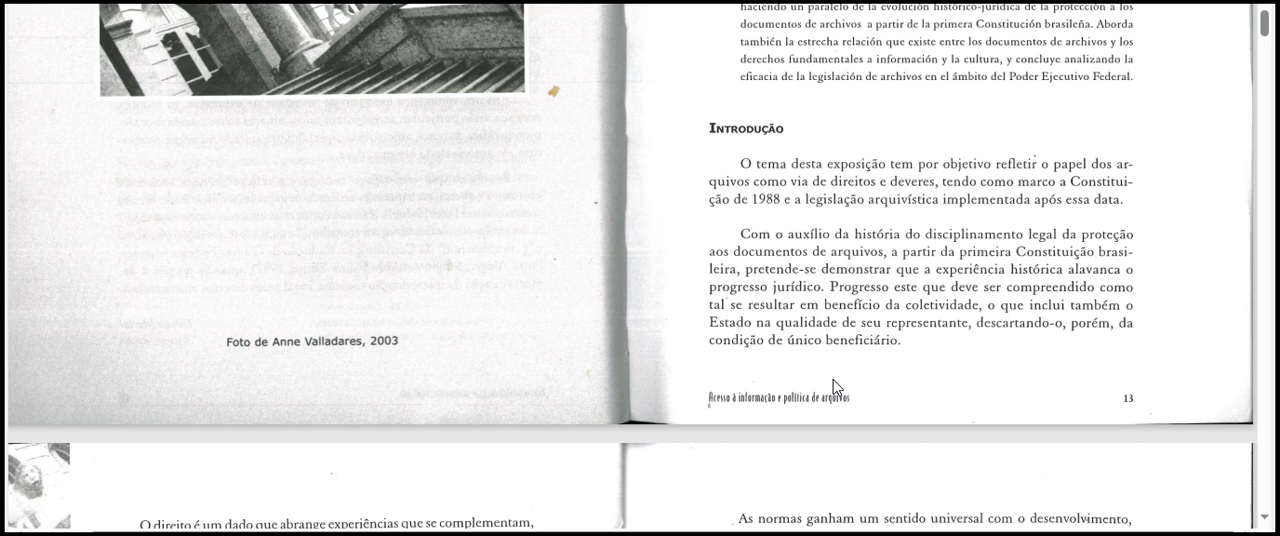 Foto de Anne Valladares, 2003
haciendo un paralelo de la evolución histórico-jurídica de la protección a los
documentos de archivos a partir de la primera Constitución brasileña. Aborda
también la estrecha relación que existe entre los documentos de archivos y los
derechos fundamentales a información y la cultura, y concluye analizando la
eficacia de la legislación de archivos en el ámbito del Poder Ejecutivo Federal.
INTRODUÇÃO
O tema desta exposição tem por objetivo refletir o papel dos ar-
quivos como via de direitos e deveres, tendo como marco a Constitui-
ção de 1988 e a legislação arquivística implementada após essa data.
Com o auxílio da história do disciplinamento legal da proteção
aos documentos de arquivos, a partir da primeira Constituição brasi-
leira, pretende-se demonstrar que a experiência histórica alavanca o
progresso jurídico. Progresso este que deve ser compreendido como
tal se resultar em benefício da coletividade, o que inclui também o
Estado na qualidade de seu representante, descartando-o, porém, da
condição de único beneficiário.
Acesso à informação e política de arquivos 13
O direito é um dado que abrange experiências que se complementam,
As normas ganham um sentido universal com o desenvolvimento,